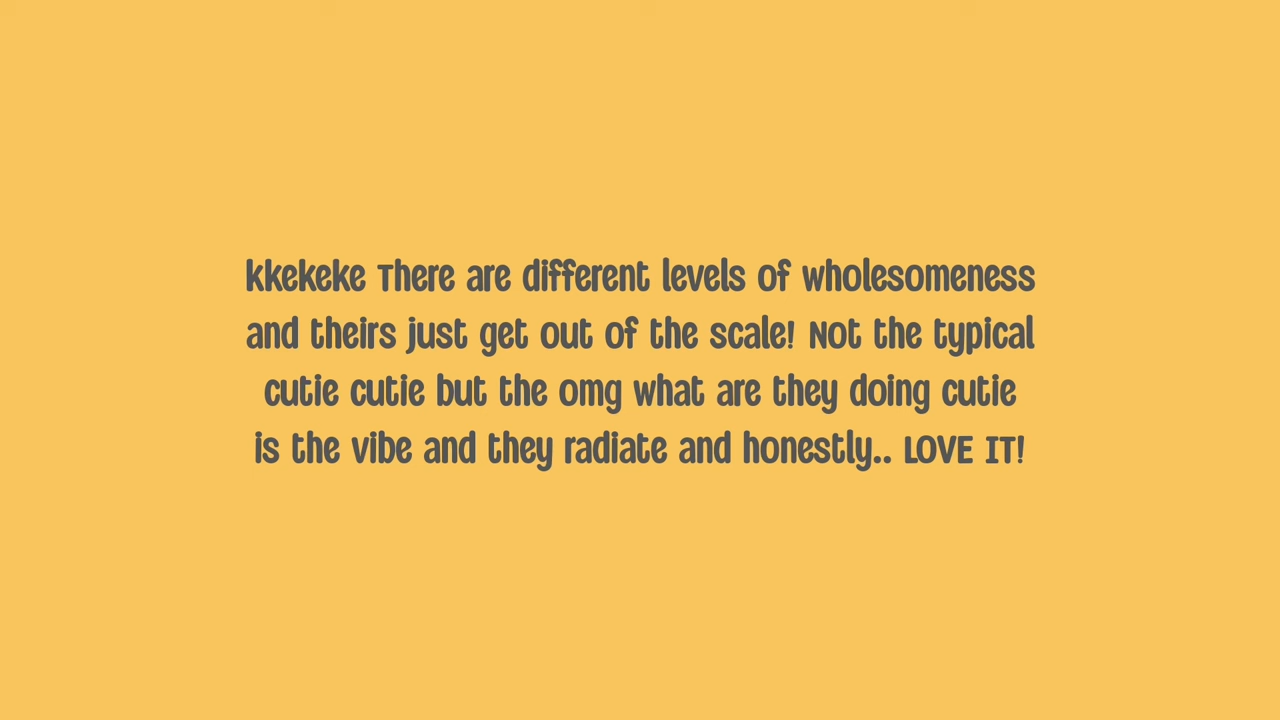 kkekeke There are different levels of wholesomeness
and theirs just get out of the scale! Not the typical
cutie cutie but the omg what are they doing cutie
is the vibe and they radiate and honestly.. LOVE IT!